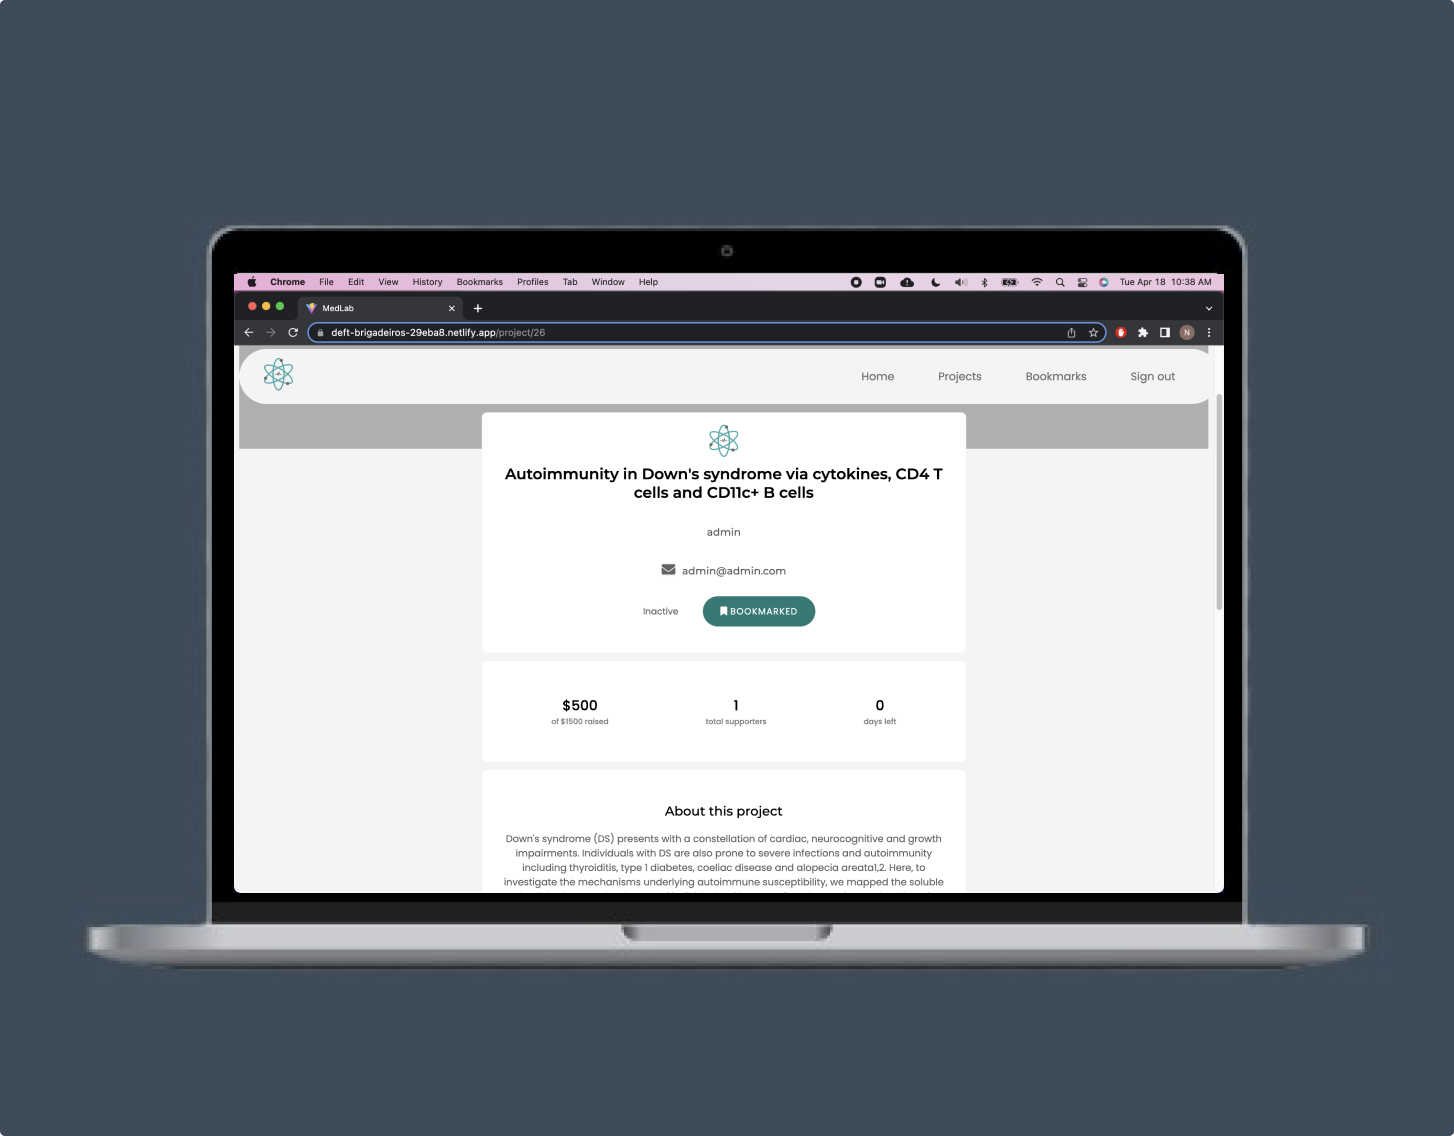 Chrome File Edit View History Bookmarks Profiles Tab Window Help Tue Apr 18 10:38 AM
MedLab
deft-brigadeiros-29eba8.netlify.app/project/26 N
Home Projects Bookmarks Sign out
Autoimmunity in Down's syndrome via cytokines, CD4 T
cells and CD11c+ B cells
admin
admin@admin.com
Inactive BOOKMARKED
$500 1 0
of $1500 raised total supporters days left
About this project
Down's syndrome (DS) presents with a constellation of cardiac, neurocognitive and growth
impairments. Individuals with DS are also prone to severe infections and autoimmunity
including thyroiditis, type 1 diabetes, coeliac disease and alopecia areata1,2. Here, to
investigate the mechanisms underlying autoimmune susceptibility, we mapped the soluble